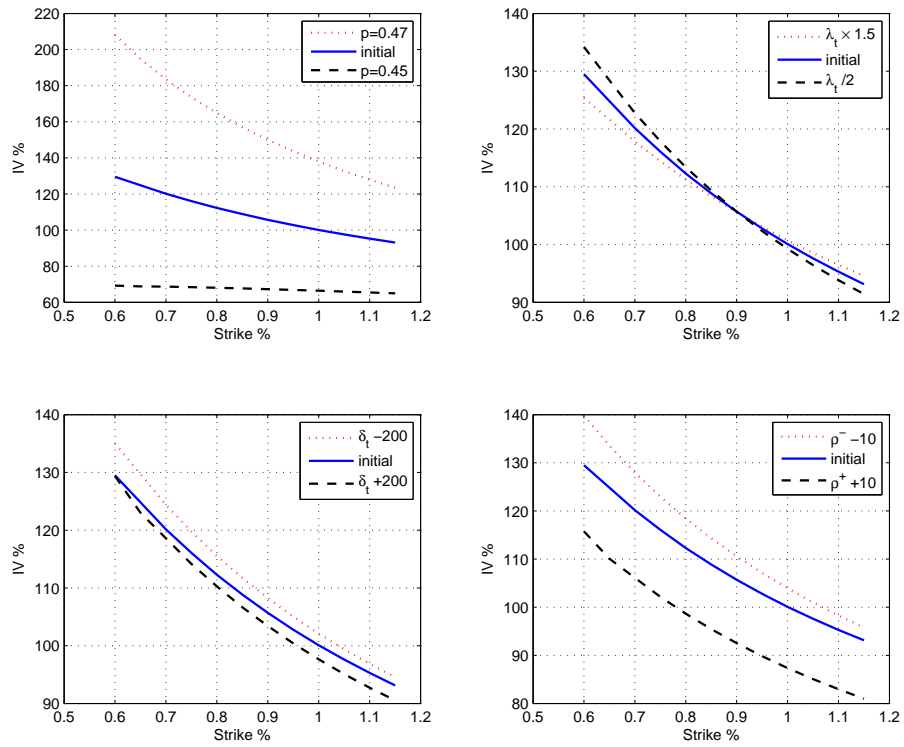 220
200
180
160
140
120
100
80
60
IV %
0.5 0.6 0.7 0.8 0.9 1 1.1 1.2
Strike %
p=0.47
initial
p=0.45
140
130
120
110
100
90
IV %
0.5 0.6 0.7 0.8 0.9 1 1.1 1.2
Strike %
λt × 1.5
initial
λt /2
140
130
120
110
100
90
IV %
0.5 0.6 0.7 0.8 0.9 1 1.1 1.2
Strike %
δt −200
initial
δt +200
140
130
120
110
100
90
80
IV %
0.5 0.6 0.7 0.8 0.9 1 1.1 1.2
Strike %
ρ− −10
initial
ρ+ +10